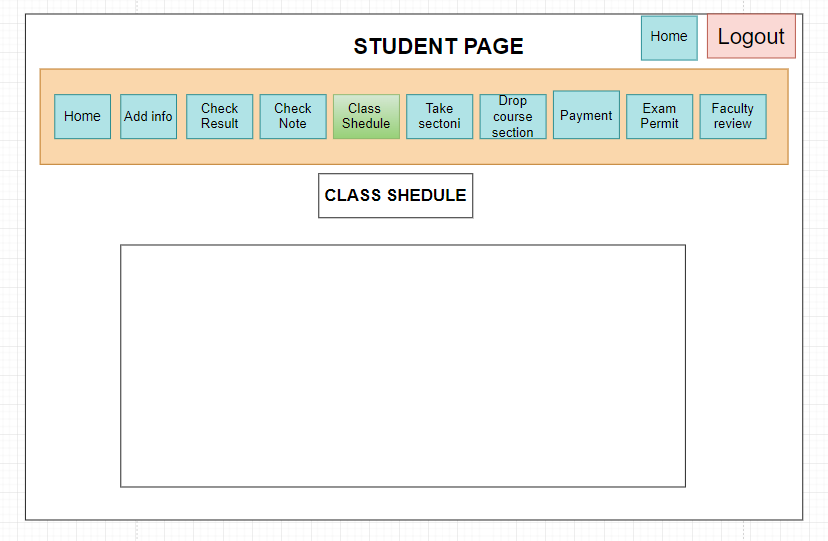 STUDENT PAGE
Home
Logout
Home
Add info
Check
Result
Check
Note
Class
Shedule
Take
sectoni
Drop
course
section
Payment
Exam
Permit
Faculty
review
CLASS SHEDULE